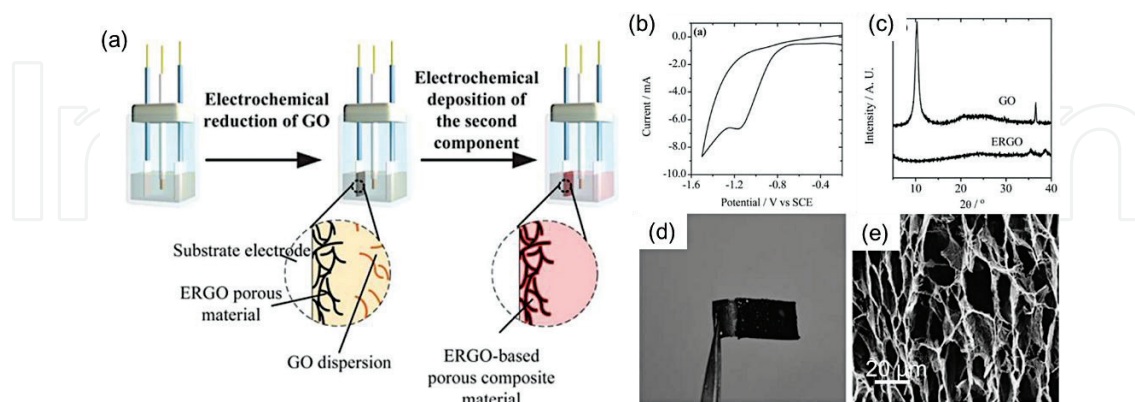 (a)
Electrochemical
reduction of GO
Electrochemical
deposition of
the second
component
Substrate electrode
ERGO porous
material
GO dispersion
ERGO-based
porous composite
material
(b)
(a)
0.0
-2.0
-4.0
-6.0
-8.0
-10.0
Current / mA
-1.6
-1.2
-0.8
-0.4
Potential / V vs SCE
(c)
Intensity / A. U.
GO
ERGO
10
20
30
40
2θ / °
(d)
(e)
20 μm